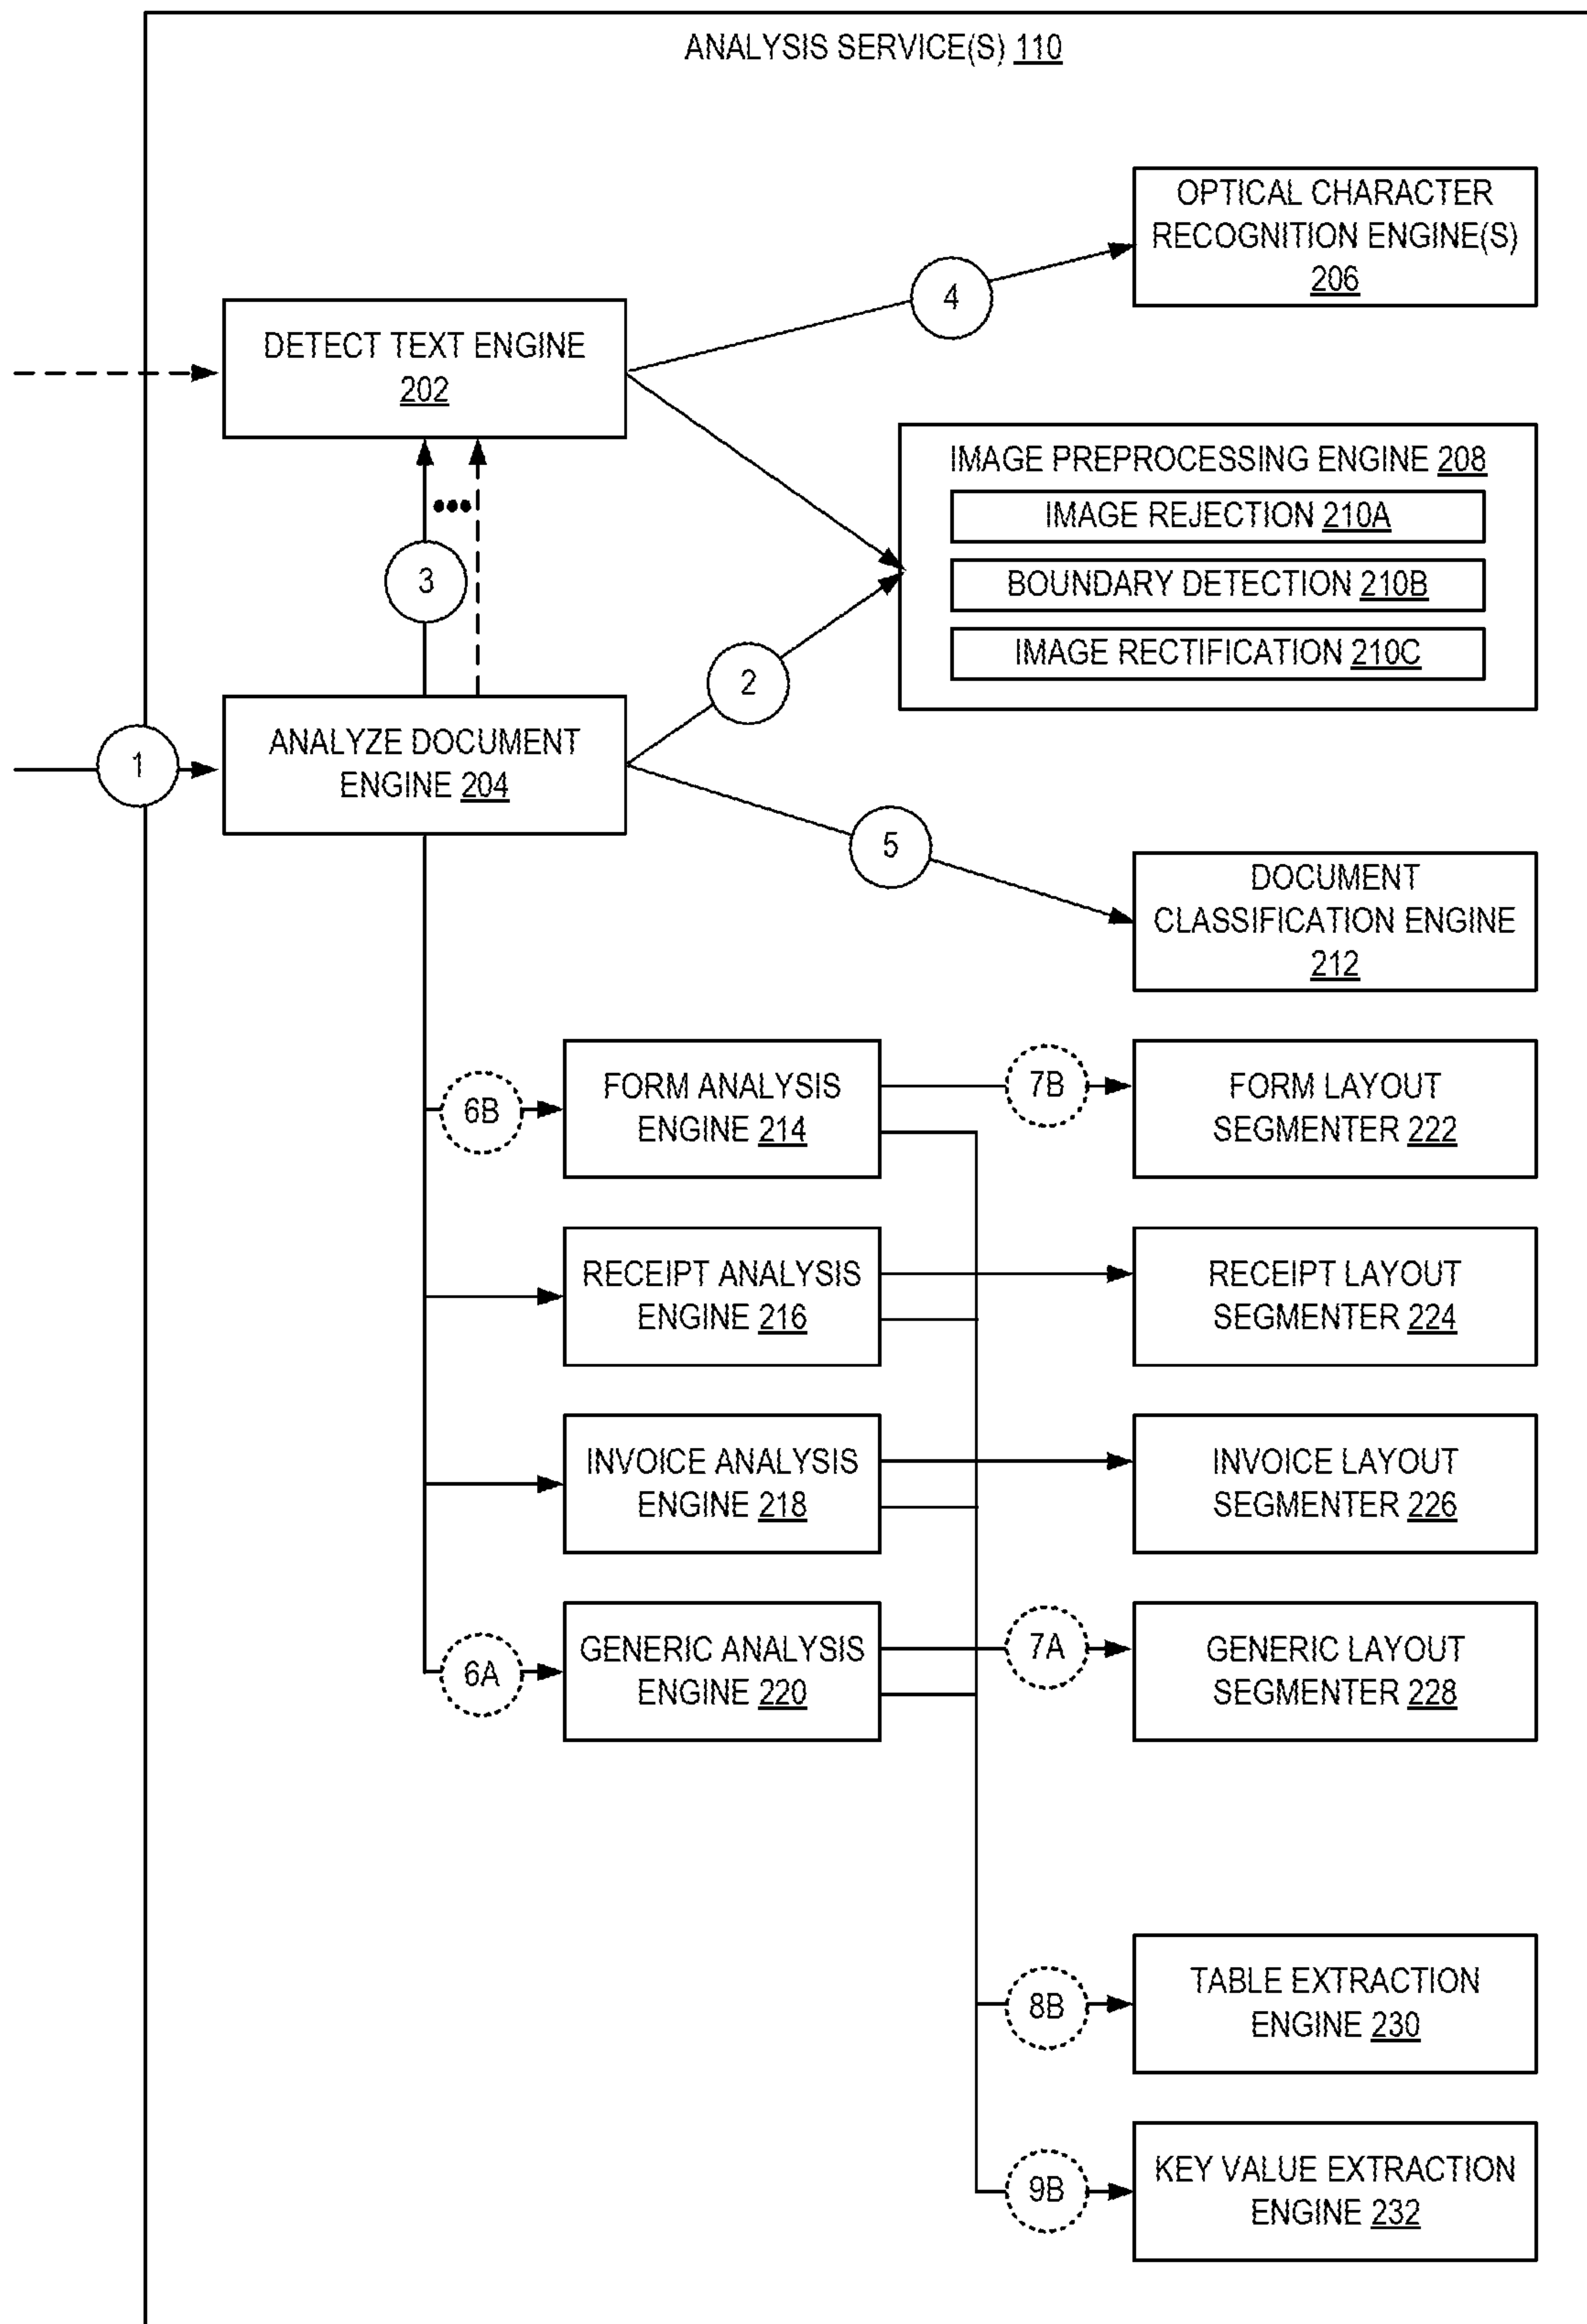 ANALYSIS SERVICE(S) 110
OPTICAL CHARACTER
RECOGNITION ENGINE(S)
206
4
DETECT TEXT ENGINE
202
IMAGE PREPROCESSING ENGINE 208
IMAGE REJECTION 210A
BOUNDARY DETECTION 210B
IMAGE RECTIFICATION 210C
3
2
1
ANALYZE DOCUMENT
ENGINE 204
5
DOCUMENT
CLASSIFICATION ENGINE
212
6B
FORM ANALYSIS
ENGINE 214
7B
FORM LAYOUT
SEGMENTER 222
RECEIPT ANALYSIS
ENGINE 216
RECEIPT LAYOUT
SEGMENTER 224
INVOICE ANALYSIS
ENGINE 218
INVOICE LAYOUT
SEGMENTER 226
6A
GENERIC ANALYSIS
ENGINE 220
7A
GENERIC LAYOUT
SEGMENTER 228
8B
TABLE EXTRACTION
ENGINE 230
9B
KEY VALUE EXTRACTION
ENGINE 232